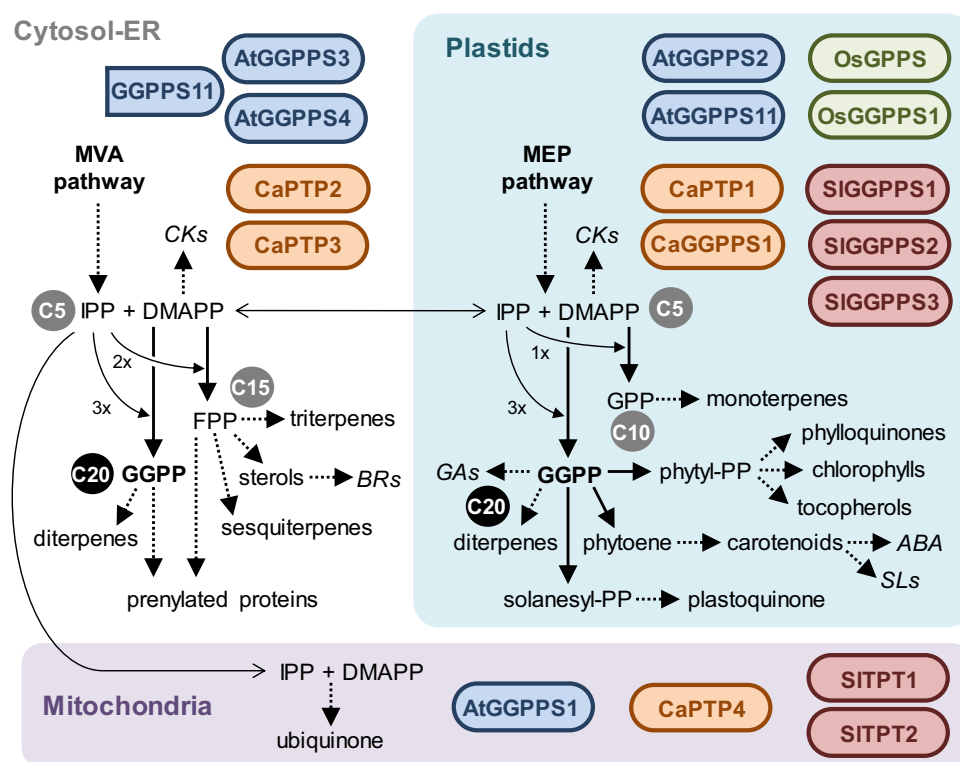 Cytosol-ER
GGPPS11
AtGGPPS3
AtGGPPS4
MVA
pathway
CaPTP2
CaPTP3
CKs
C5
IPP + DMAPP
2x
3x
C15
FPP
triterpenes
C20
GGPP
sterols
BRs
diterpenes
sesquiterpenes
prenylated proteins
Plastids
AtGGPPS2
OsGPPS
AtGGPPS11
OsGGPPS1
MEP
pathway
CaPTP1
SlGGPPS1
CaGGPPS1
SlGGPPS2
SlGGPPS3
CKs
IPP + DMAPP
C5
1x
3x
GPP
monoterpenes
C10
phylloquinones
GAs
GGPP
phytyl-PP
chlorophylls
C20
tocopherols
diterpenes
phytoene
carotenoids
ABA
SLs
solanesyl-PP
plastoquinone
Mitochondria
IPP + DMAPP
ubiquinone
AtGGPPS1
CaPTP4
SlTPT1
SlTPT2